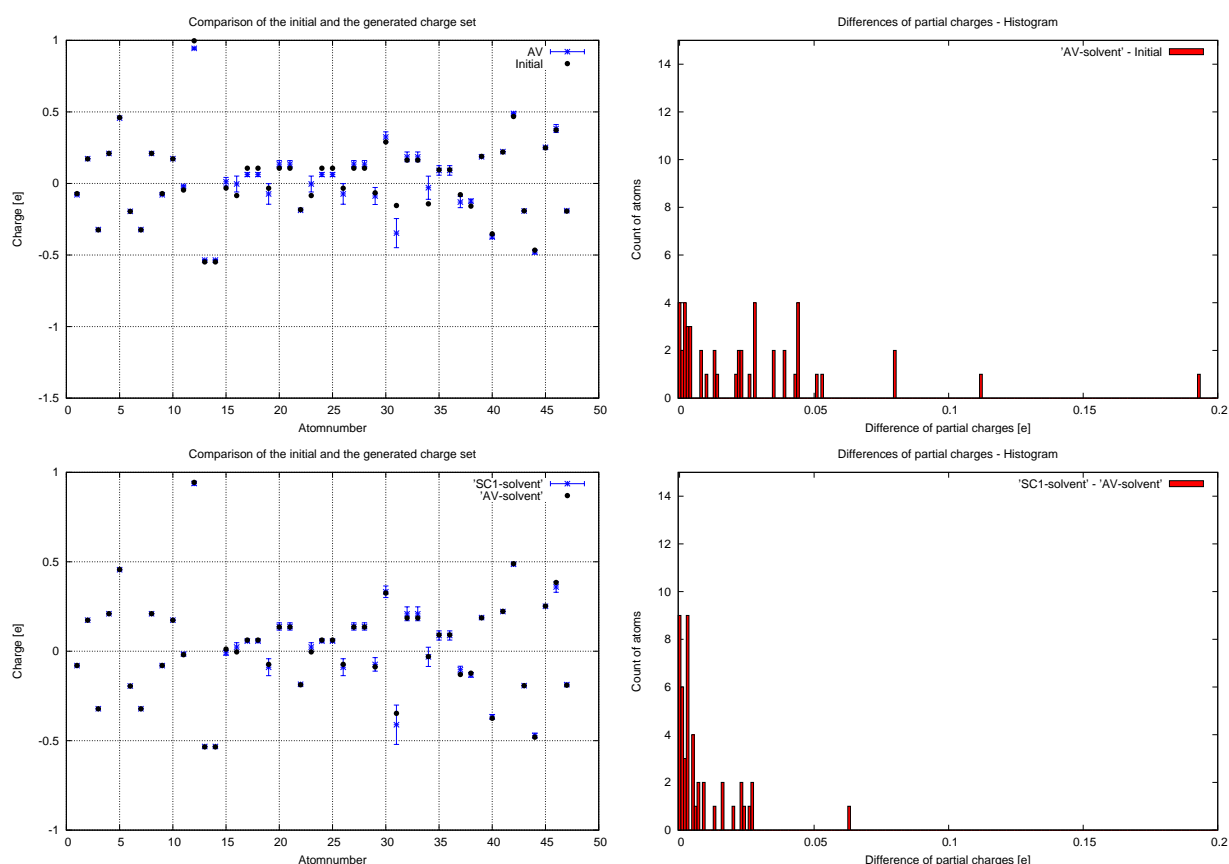 Comparison of the initial and the generated charge set
1
0.5
0
-0.5
-1
-1.5
Charge [e]
AV
Initial
0 5 10 15 20 25 30 35 40 45 50
Atomnumber
Differences of partial charges - Histogram
14
12
10
8
6
4
2
0
Count of atoms
'AV-solvent' - Initial
0 0.05 0.1 0.15 0.2
Difference of partial charges [e]
Comparison of the initial and the generated charge set
1
0.5
0
-0.5
-1
Charge [e]
'SC1-solvent'
'AV-solvent'
0 5 10 15 20 25 30 35 40 45 50
Atomnumber
Differences of partial charges - Histogram
14
12
10
8
6
4
2
0
Count of atoms
'SC1-solvent' - 'AV-solvent'
0 0.05 0.1 0.15 0.2
Difference of partial charges [e]